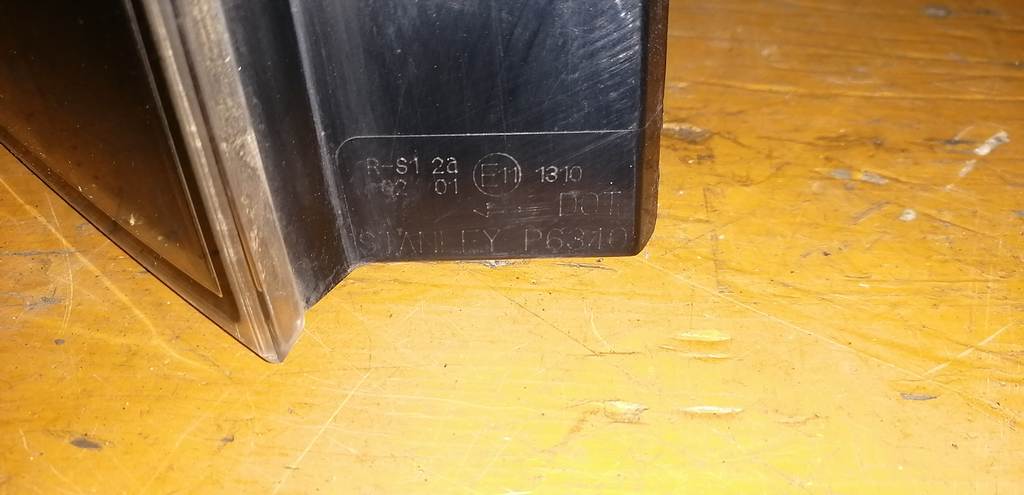 R-S1 2a E11 1310
02 01
DOT
STANLEY P6340